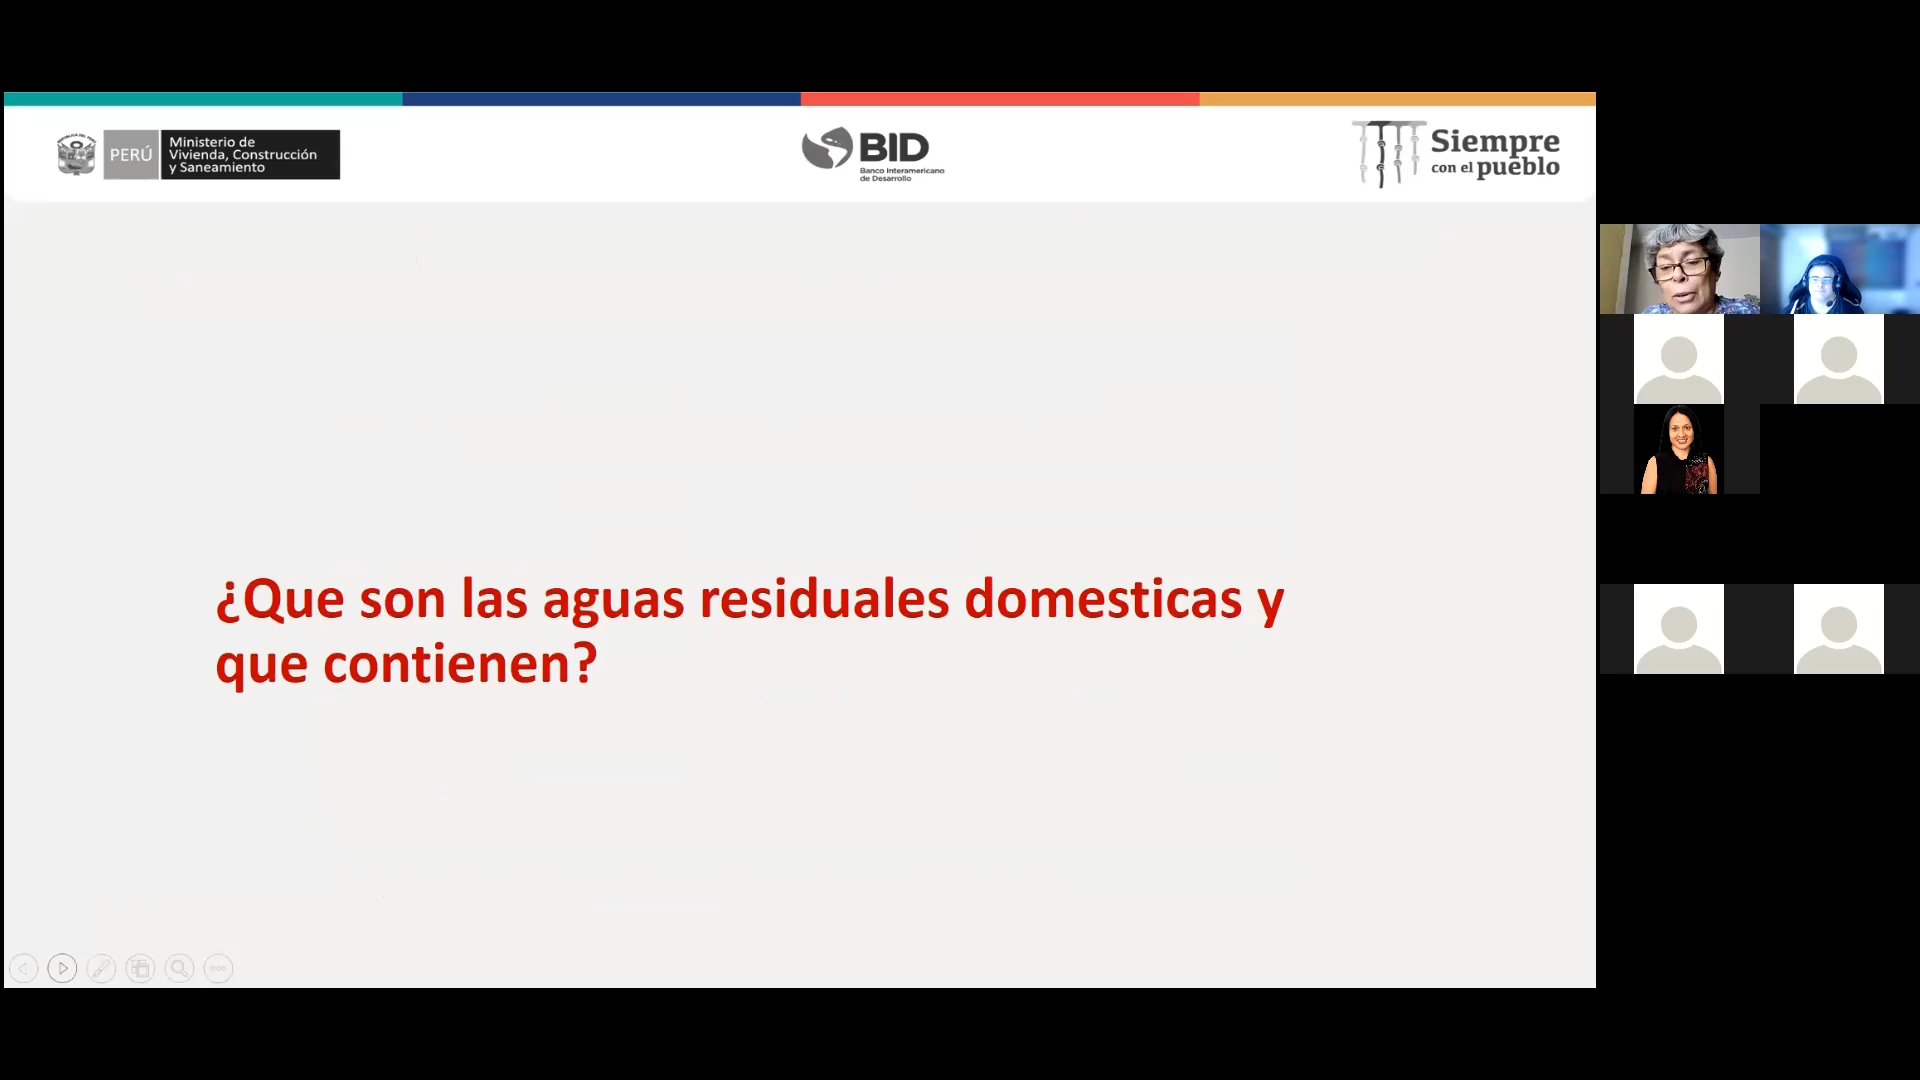 PERÚ
Ministerio de
Vivienda, Construcción
y Saneamiento
BID
Banco Interamericano
de Desarrollo
Siempre
con el pueblo
¿Que son las aguas residuales domesticas y
que contienen?